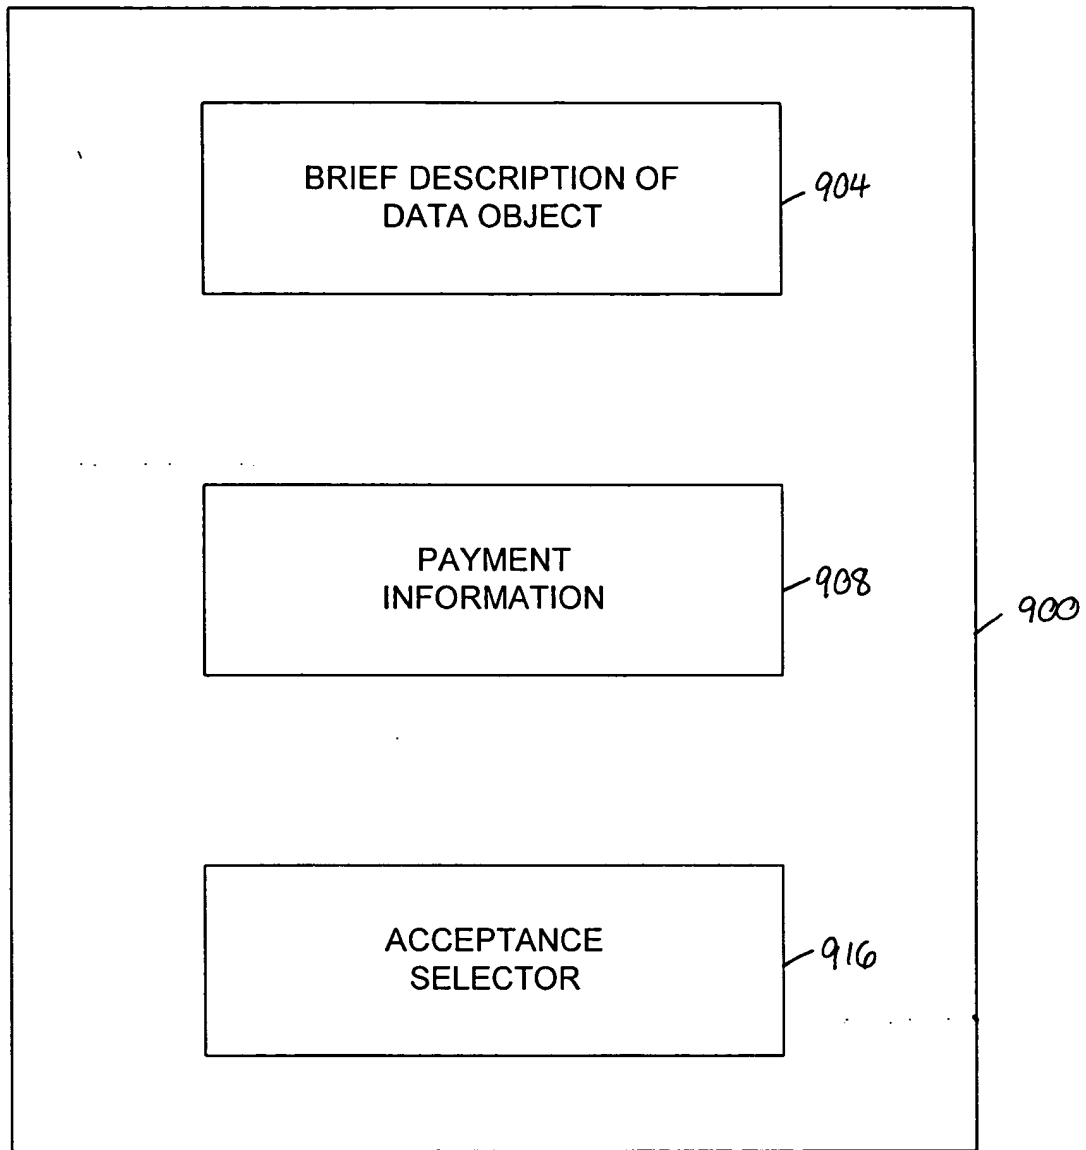 BRIEF DESCRIPTION OF
DATA OBJECT
904
PAYMENT
INFORMATION
908
900
ACCEPTANCE
SELECTOR
916